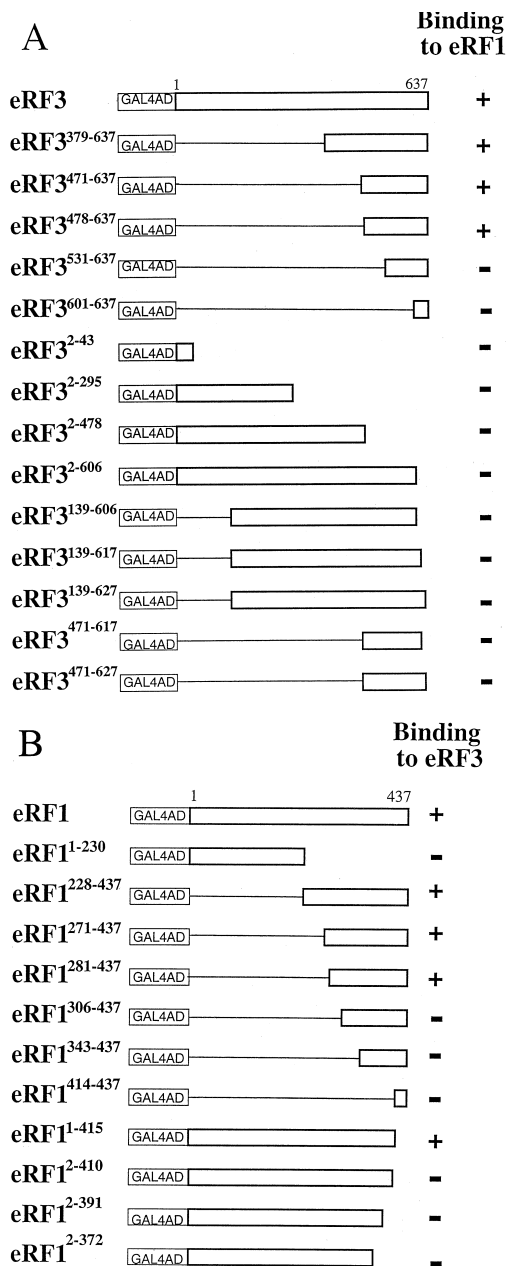 A
Binding
to eRF1
1 637
eRF3 GAL4AD +
eRF3379-637 GAL4AD +
eRF3471-637 GAL4AD +
eRF3478-637 GAL4AD +
eRF3531-637 GAL4AD -
eRF3601-637 GAL4AD -
eRF32-43 GAL4AD -
eRF32-295 GAL4AD -
eRF32-478 GAL4AD -
eRF32-606 GAL4AD -
eRF3139-606 GAL4AD -
eRF3139-617 GAL4AD -
eRF3139-627 GAL4AD -
eRF3471-617 GAL4AD -
eRF3471-627 GAL4AD -
B
Binding
to eRF3
1 437
eRF1 GAL4AD +
eRF11-230 GAL4AD -
eRF1228-437 GAL4AD +
eRF1271-437 GAL4AD +
eRF1281-437 GAL4AD +
eRF1306-437 GAL4AD -
eRF1343-437 GAL4AD -
eRF1414-437 GAL4AD -
eRF11-415 GAL4AD +
eRF12-410 GAL4AD -
eRF12-391 GAL4AD -
eRF12-372 GAL4AD -